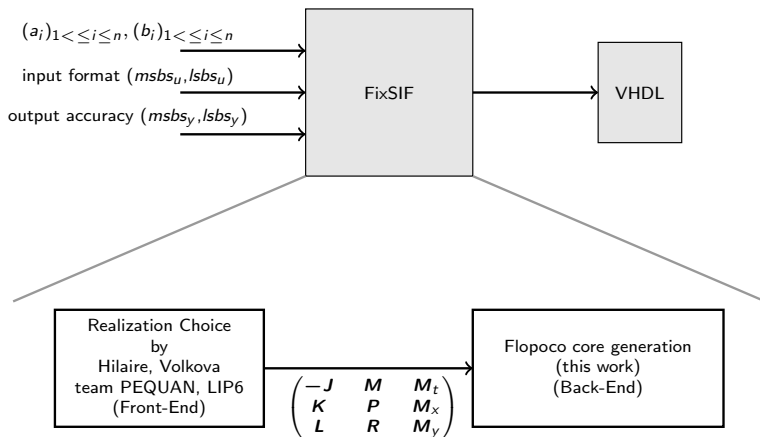 (a_i)_{1<≤i≤n}, (b_i)_{1<≤i≤n}
input format (msbs_u,lsbs_u)
output accuracy (msbs_y,lsbs_y)
FixSIF
VHDL
Realization Choice
by
Hilaire, Volkova
team PEQUAN, LIP6
(Front-End)
−J M M_t
K P M_x
L R M_y
Flopoco core generation
(this work)
(Back-End)